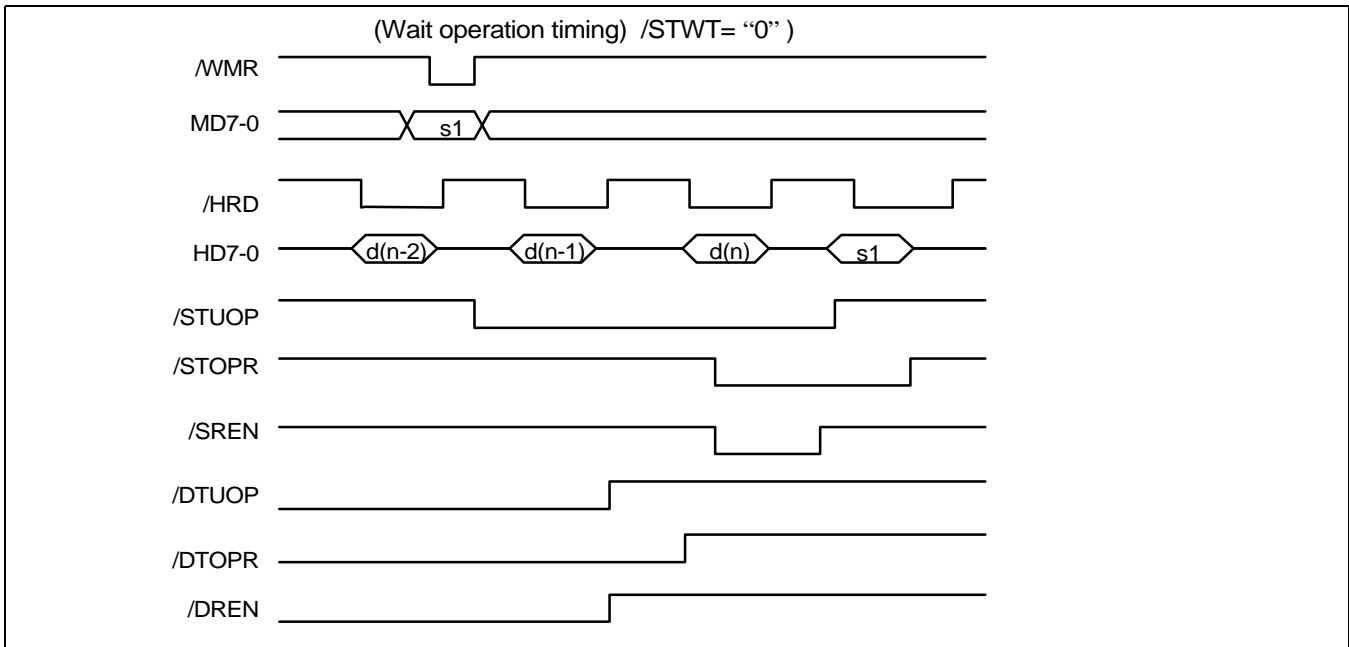 (Wait operation timing) /STWT= “0” )
/WMR
MD7-0 s1
/HRD
HD7-0 d(n-2) d(n-1) d(n) s1
/STUOP
/STOPR
/SREN
/DTUOP
/DTOPR
/DREN